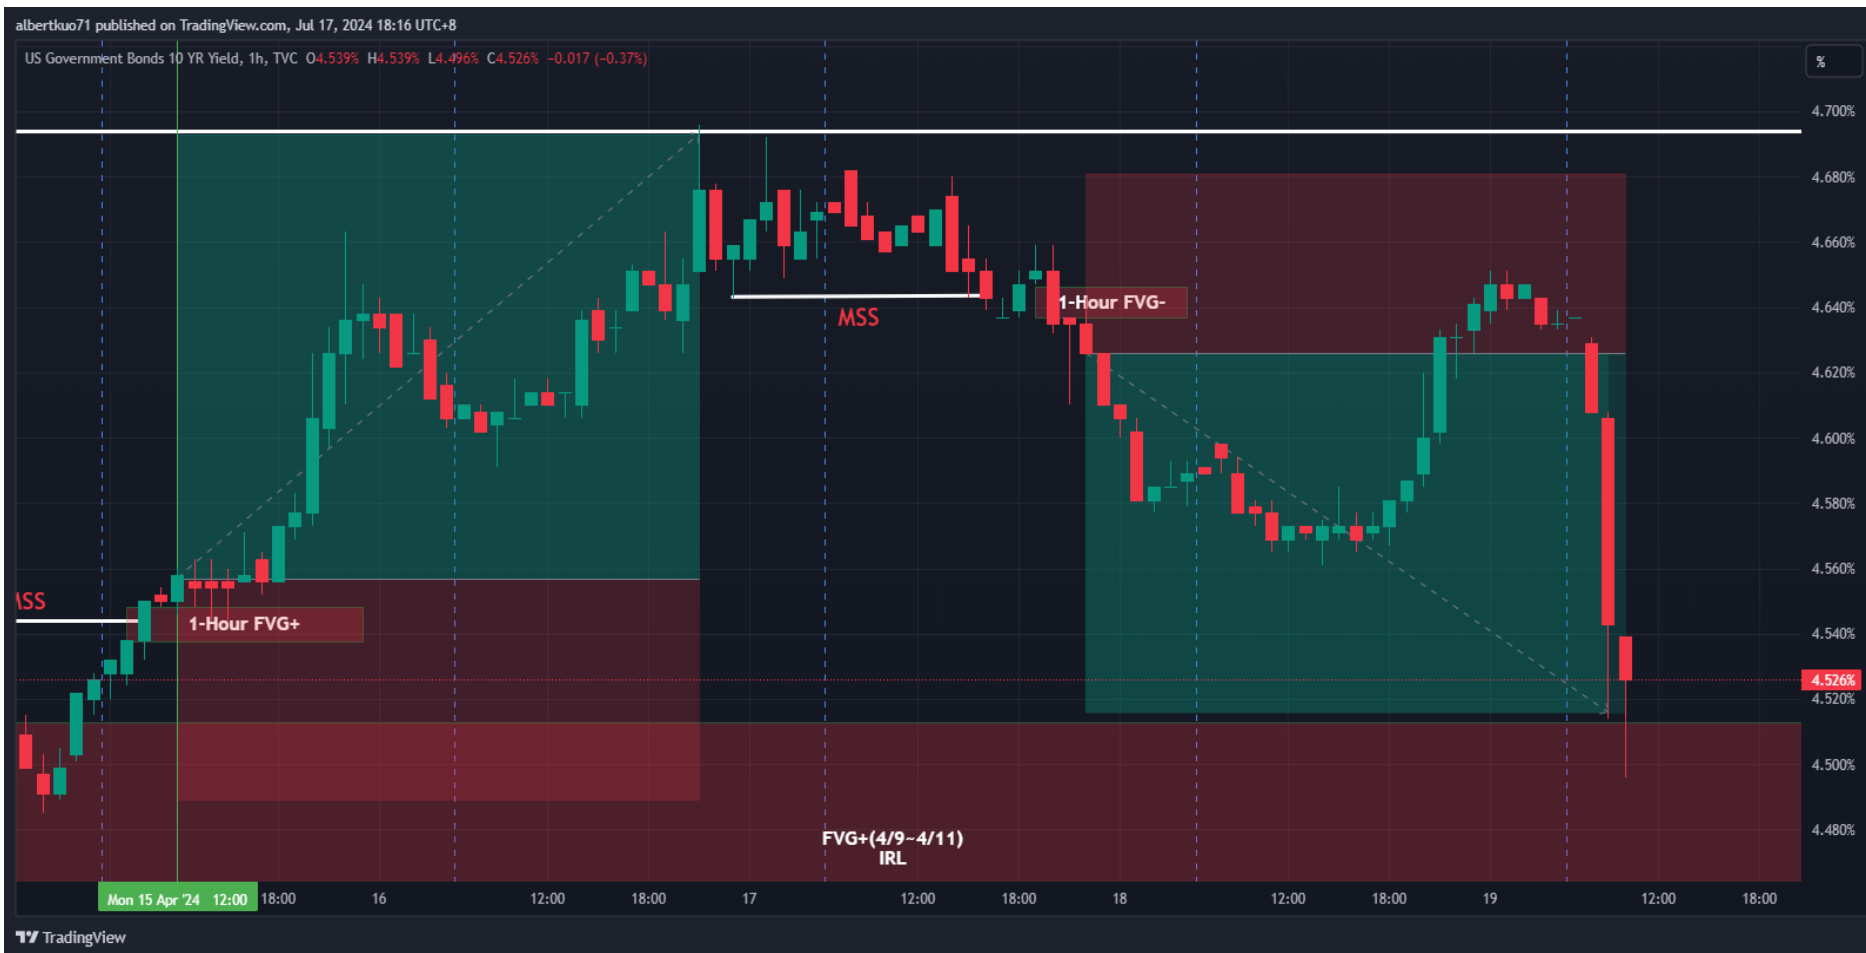 albertkuo71 published on TradingView.com, Jul 17, 2024 18:16 UTC+8
US Government Bonds 10 YR Yield, 1h, TVC O4.539% H4.539% L4.496% C4.526% −0.017 (−0.37%)
%
4.700%
4.680%
4.660%
4.640%
4.620%
4.600%
4.580%
4.560%
4.540%
4.526%
4.520%
4.500%
4.480%
1-Hour FVG-
MSS
MSS
1-Hour FVG+
FVG+(4/9~4/11)
IRL
Mon 15 Apr '24 12:00 18:00 16 12:00 18:00 17 12:00 18:00 18 12:00 18:00 19 12:00 18:00
TradingView